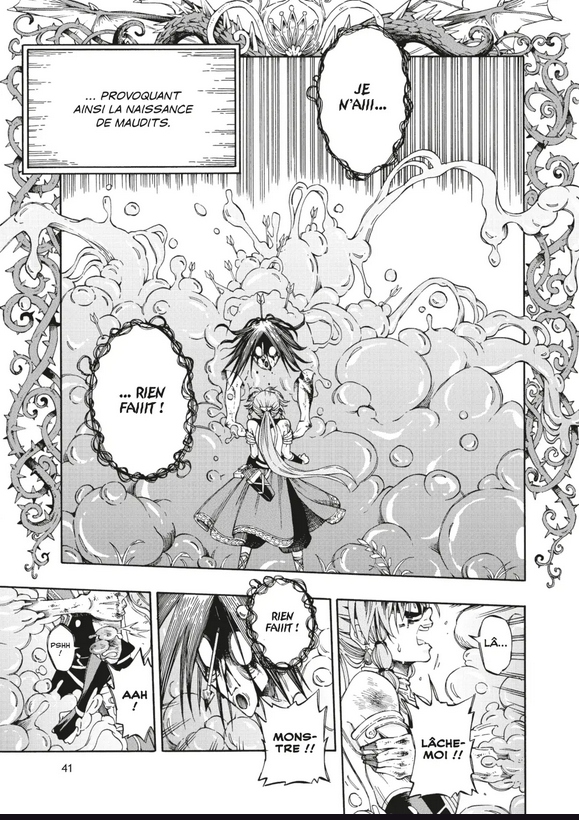 ... PROVOQUANT
AINSI LA NAISSANCE
DE MAUDITS.
JE
N'AIII...
... RIEN
FAIIIT !
LÂ...
LÂCHE-
MOI !!
RIEN
FAIIIT !
MONS-
TRE !!
AAH
!
PSHH
!
41